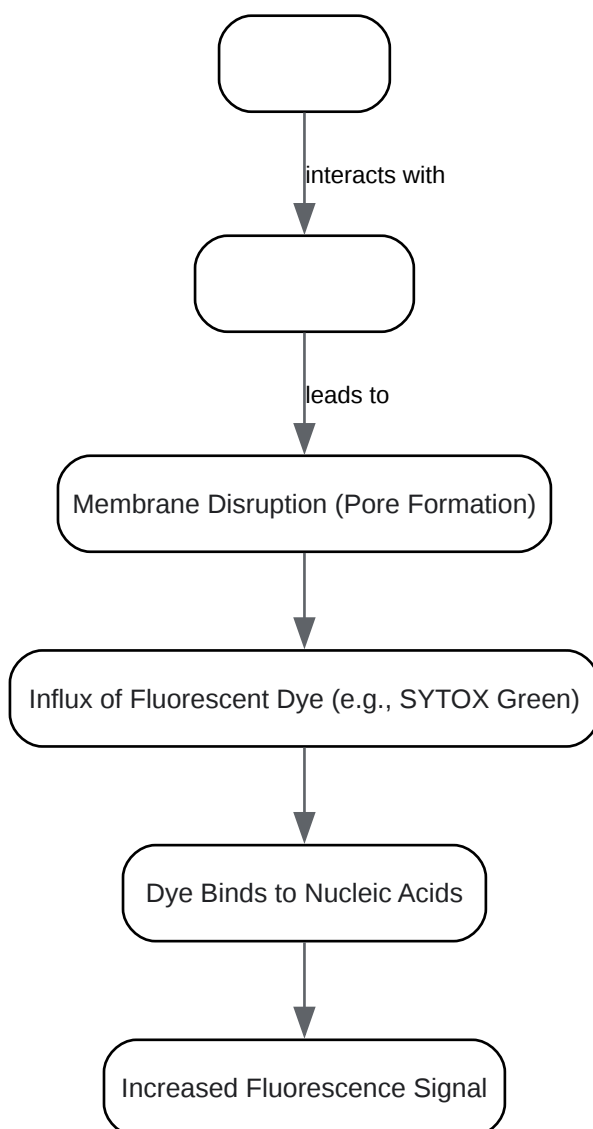 interacts with
leads to
Membrane Disruption (Pore Formation)
Influx of Fluorescent Dye (e.g., SYTOX Green)
Dye Binds to Nucleic Acids
Increased Fluorescence Signal